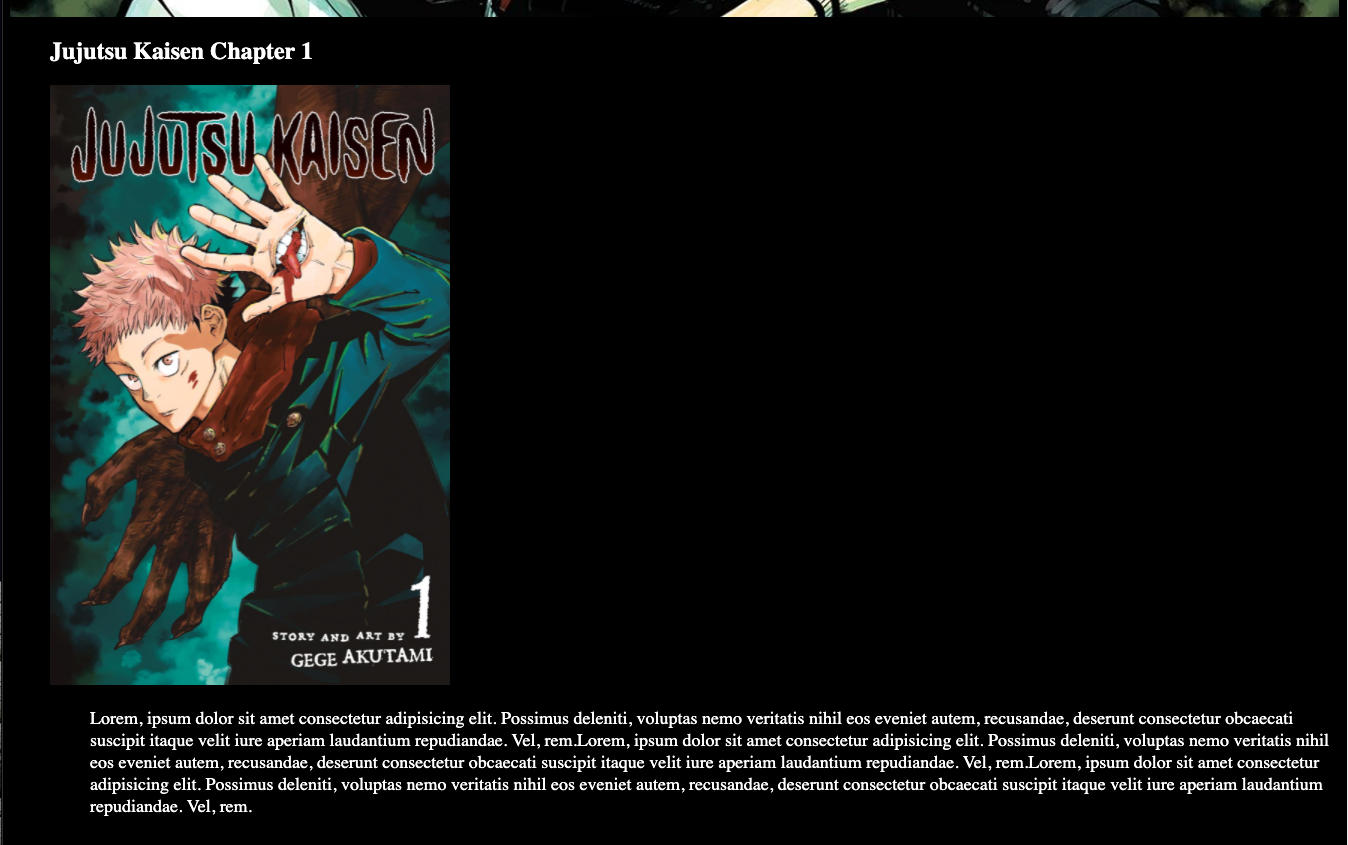 Jujutsu Kaisen Chapter 1
JUJUTSU KAISEN
1
STORY AND ART BY
GEGE AKUTAMI
Lorem, ipsum dolor sit amet consectetur adipisicing elit. Possimus deleniti, voluptas nemo veritatis nihil eos eveniet autem, recusandae, deserunt consectetur obcaecati
suscipit itaque velit iure aperiam laudantium repudiandae. Vel, rem.Lorem, ipsum dolor sit amet consectetur adipisicing elit. Possimus deleniti, voluptas nemo veritatis nihil
eos eveniet autem, recusandae, deserunt consectetur obcaecati suscipit itaque velit iure aperiam laudantium repudiandae. Vel, rem.Lorem, ipsum dolor sit amet consectetur
adipisicing elit. Possimus deleniti, voluptas nemo veritatis nihil eos eveniet autem, recusandae, deserunt consectetur obcaecati suscipit itaque velit iure aperiam laudantium
repudiandae. Vel, rem.